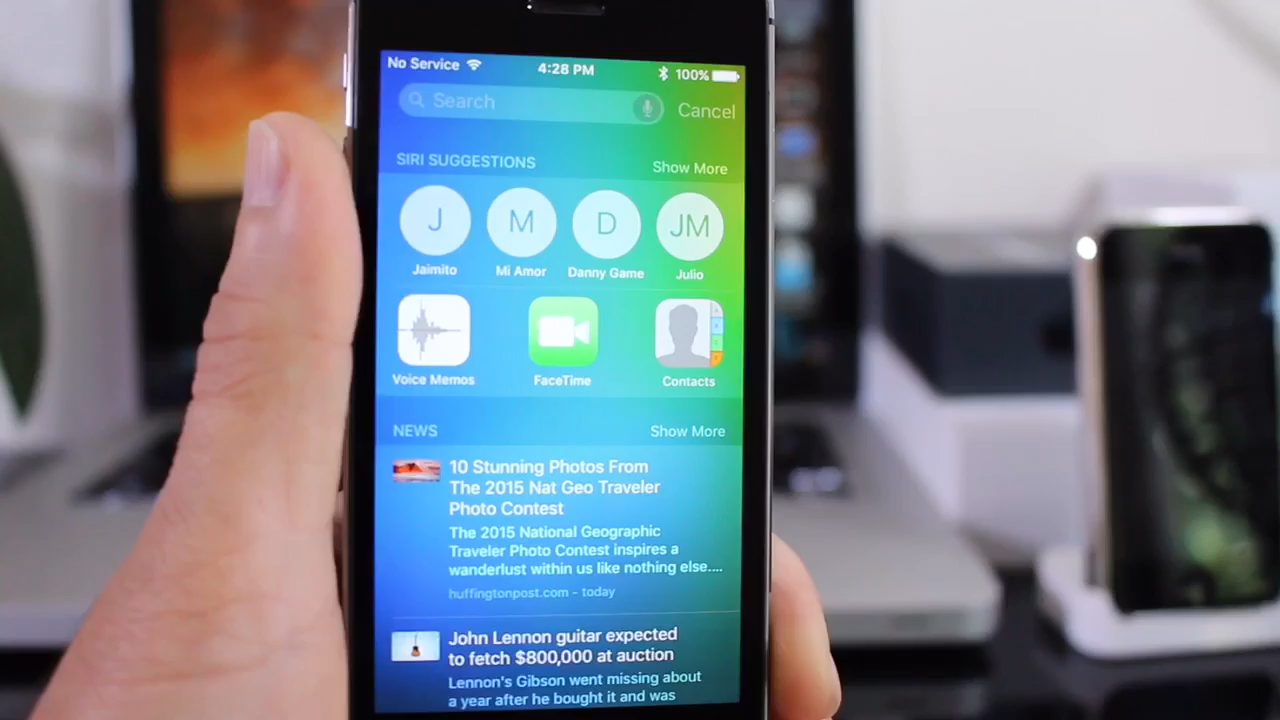 No Service 4:28 PM 100%
Search Cancel
SIRI SUGGESTIONS Show More
J M D JM
Jaimito Mi Amor Danny Game Julio
Voice Memos FaceTime Contacts
NEWS Show More
10 Stunning Photos From
The 2015 Nat Geo Traveler
Photo Contest
The 2015 National Geographic
Traveler Photo Contest inspires a
wanderlust within us like nothing else....
huffingtonpost.com - today
John Lennon guitar expected
to fetch $800,000 at auction
Lennon's Gibson went missing about
a year after he bought it and was